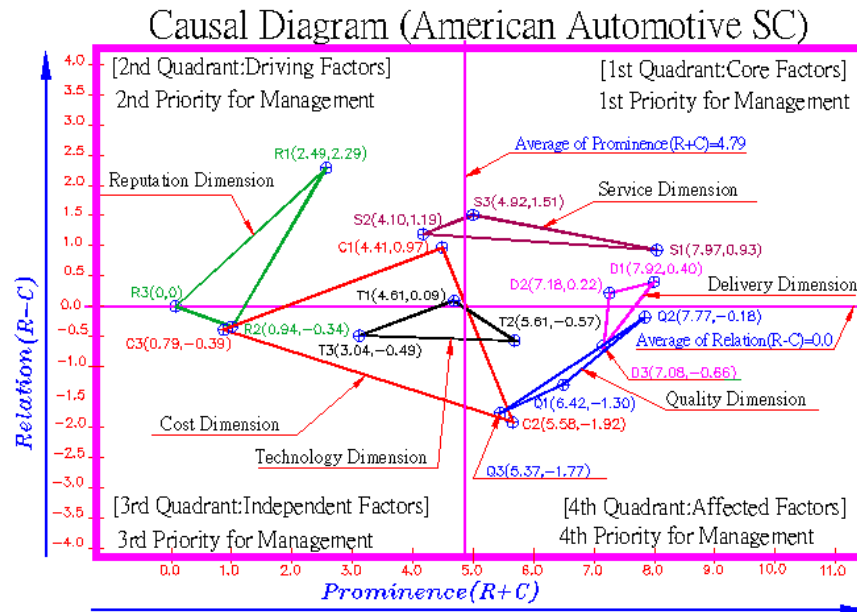 Causal Diagram (American Automotive SC)
4.0
3.5
3.0
2.5
2.0
1.5
1.0
0.5
0.0
−0.5
−1.0
−1.5
−2.0
−2.5
−3.0
−3.5
−4.0
Relation(R−C)
[2nd Quadrant:Driving Factors]
2nd Priority for Management
[1st Quadrant:Core Factors]
1st Priority for Management
Average of Prominence(R+C)=4.79
R1(2.49,2.29)
Reputation Dimension
Service Dimension
S3(4.92,1.51)
S2(4.10,1.19)
C1(4.41,0.97)
S1(7.97,0.93)
D1(7.92,0.40)
D2(7.18,0.22)
Delivery Dimension
R3(0,0)
T1(4.61,0.09)
T2(5.61,−0.57)
Q2(7.77,−0.18)
R2(0.94,−0.34)
Average of Relation(R-C)=0.0
C3(0.79,−0.39)
T3(3.04,−0.49)
D3(7.08,−0.66)
Q1(6.42,−1.30)
Quality Dimension
C2(5.58,−1.92)
Cost Dimension
Technology Dimension
Q3(5.37,−1.77)
[3rd Quadrant:Independent Factors]
3rd Priority for Management
[4th Quadrant:Affected Factors]
4th Priority for Management
0.0 1.0 2.0 3.0 4.0 5.0 6.0 7.0 8.0 9.0 10.0 11.0
Prominence(R+C)